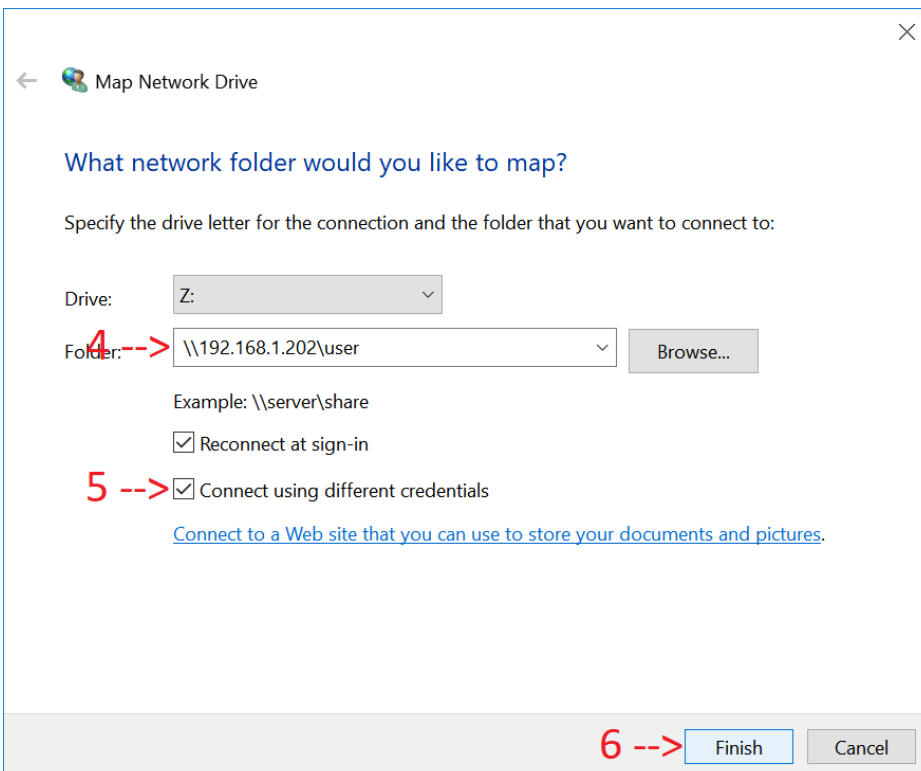 Map Network Drive
What network folder would you like to map?
Specify the drive letter for the connection and the folder that you want to connect to:
Drive: Z:
Folder: 4 --> \\192.168.1.202\user Browse...
Example: \\server\share
Reconnect at sign-in
5 --> Connect using different credentials
Connect to a Web site that you can use to store your documents and pictures.
6 --> Finish Cancel